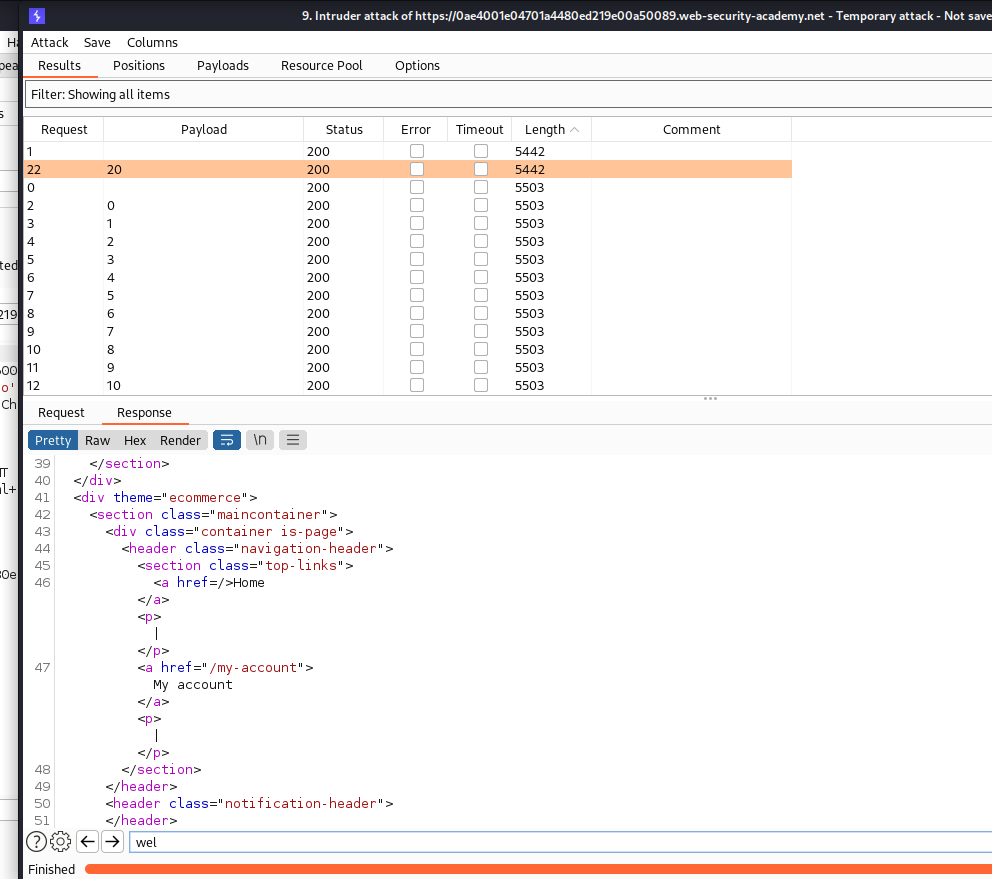 9. Intruder attack of https://0ae4001e04701a4480ed219e00a50089.web-security-academy.net - Temporary attack - Not save
Attack Save Columns
Results Positions Payloads Resource Pool Options
Filter: Showing all items
Request Payload Status Error Timeout Length Comment
1 200 5442
22 20 200 5442
0 200 5503
2 0 200 5503
3 1 200 5503
4 2 200 5503
5 3 200 5503
6 4 200 5503
7 5 200 5503
8 6 200 5503
9 7 200 5503
10 8 200 5503
11 9 200 5503
12 10 200 5503
Request Response
Pretty Raw Hex Render \n
39 </section>
40 </div>
41 <div theme="ecommerce">
42 <section class="maincontainer">
43 <div class="container is-page">
44 <header class="navigation-header">
45 <section class="top-links">
46 <a href=/>Home
</a>
<p>
|
</p>
47 <a href="/my-account">
My account
</a>
<p>
|
</p>
48 </section>
49 </header>
50 <header class="notification-header">
51 </header>
wel
Finished